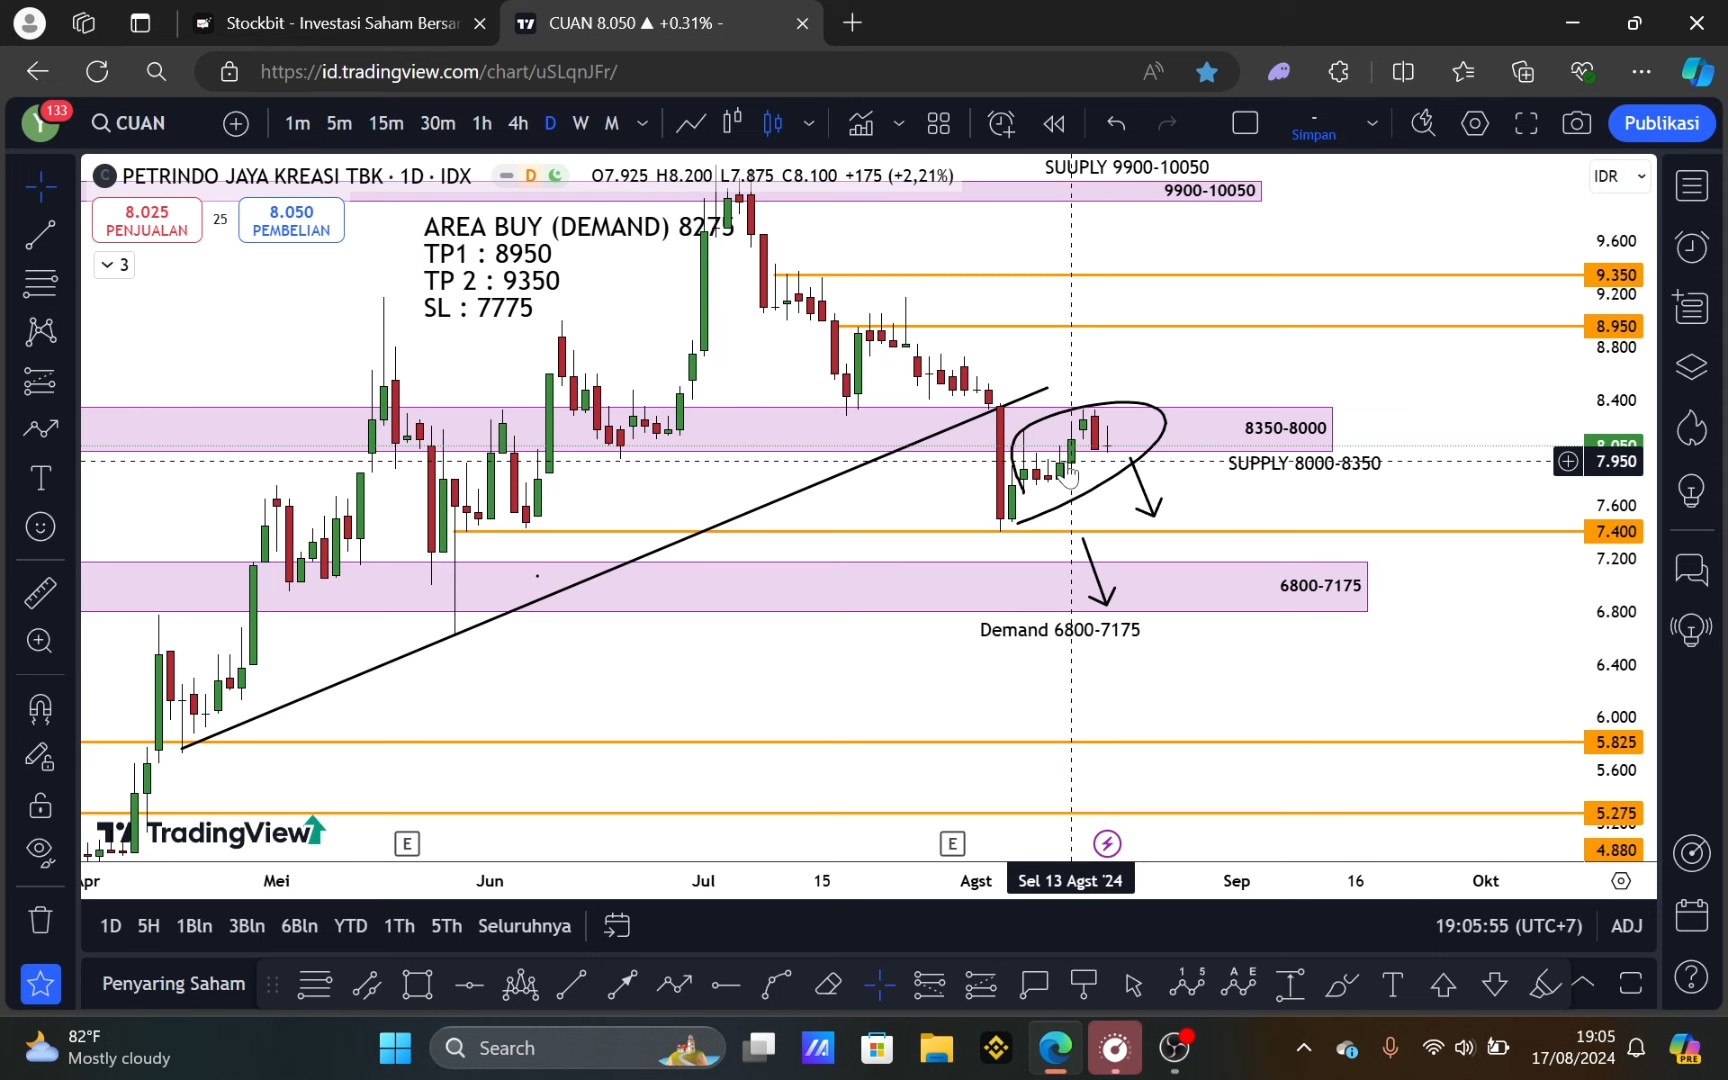 Stockbit - Investasi Saham Bersar
CUAN 8.050 ▲ +0.31% -
https://id.tradingview.com/chart/uSLqnJFr/
Y
133
CUAN
1m 5m 15m 30m 1h 4h D W M
-
Simpan
Publikasi
SUUPLY 9900-10050
C PETRINDO JAYA KREASI TBK · 1D · IDX
D
O7.925 H8.200 L7.875 C8.100 +175 (+2,21%)
IDR
9900-10050
8.025
PENJUALAN
25
8.050
PEMBELIAN
3
AREA BUY (DEMAND) 8275
TP1 : 8950
TP 2 : 9350
SL : 7775
9.600
9.350
9.200
8.950
8.800
8.400
8350-8000
8.050
SUPPLY 8000-8350
7.950
7.600
7.400
7.200
6800-7175
6.800
Demand 6800-7175
6.400
6.000
5.825
5.600
5.275
5.200
4.880
TradingView
E
E
Apr
Mei
Jun
Jul
15
Agst
Sel 13 Agst '24
Sep
16
Okt
1D 5H 1Bln 3Bln 6Bln YTD 1Th 5Th Seluruhnya
19:05:55 (UTC+7)
ADJ
Penyaring Saham
82°F
Mostly cloudy
Search
19:05
17/08/2024
PRE